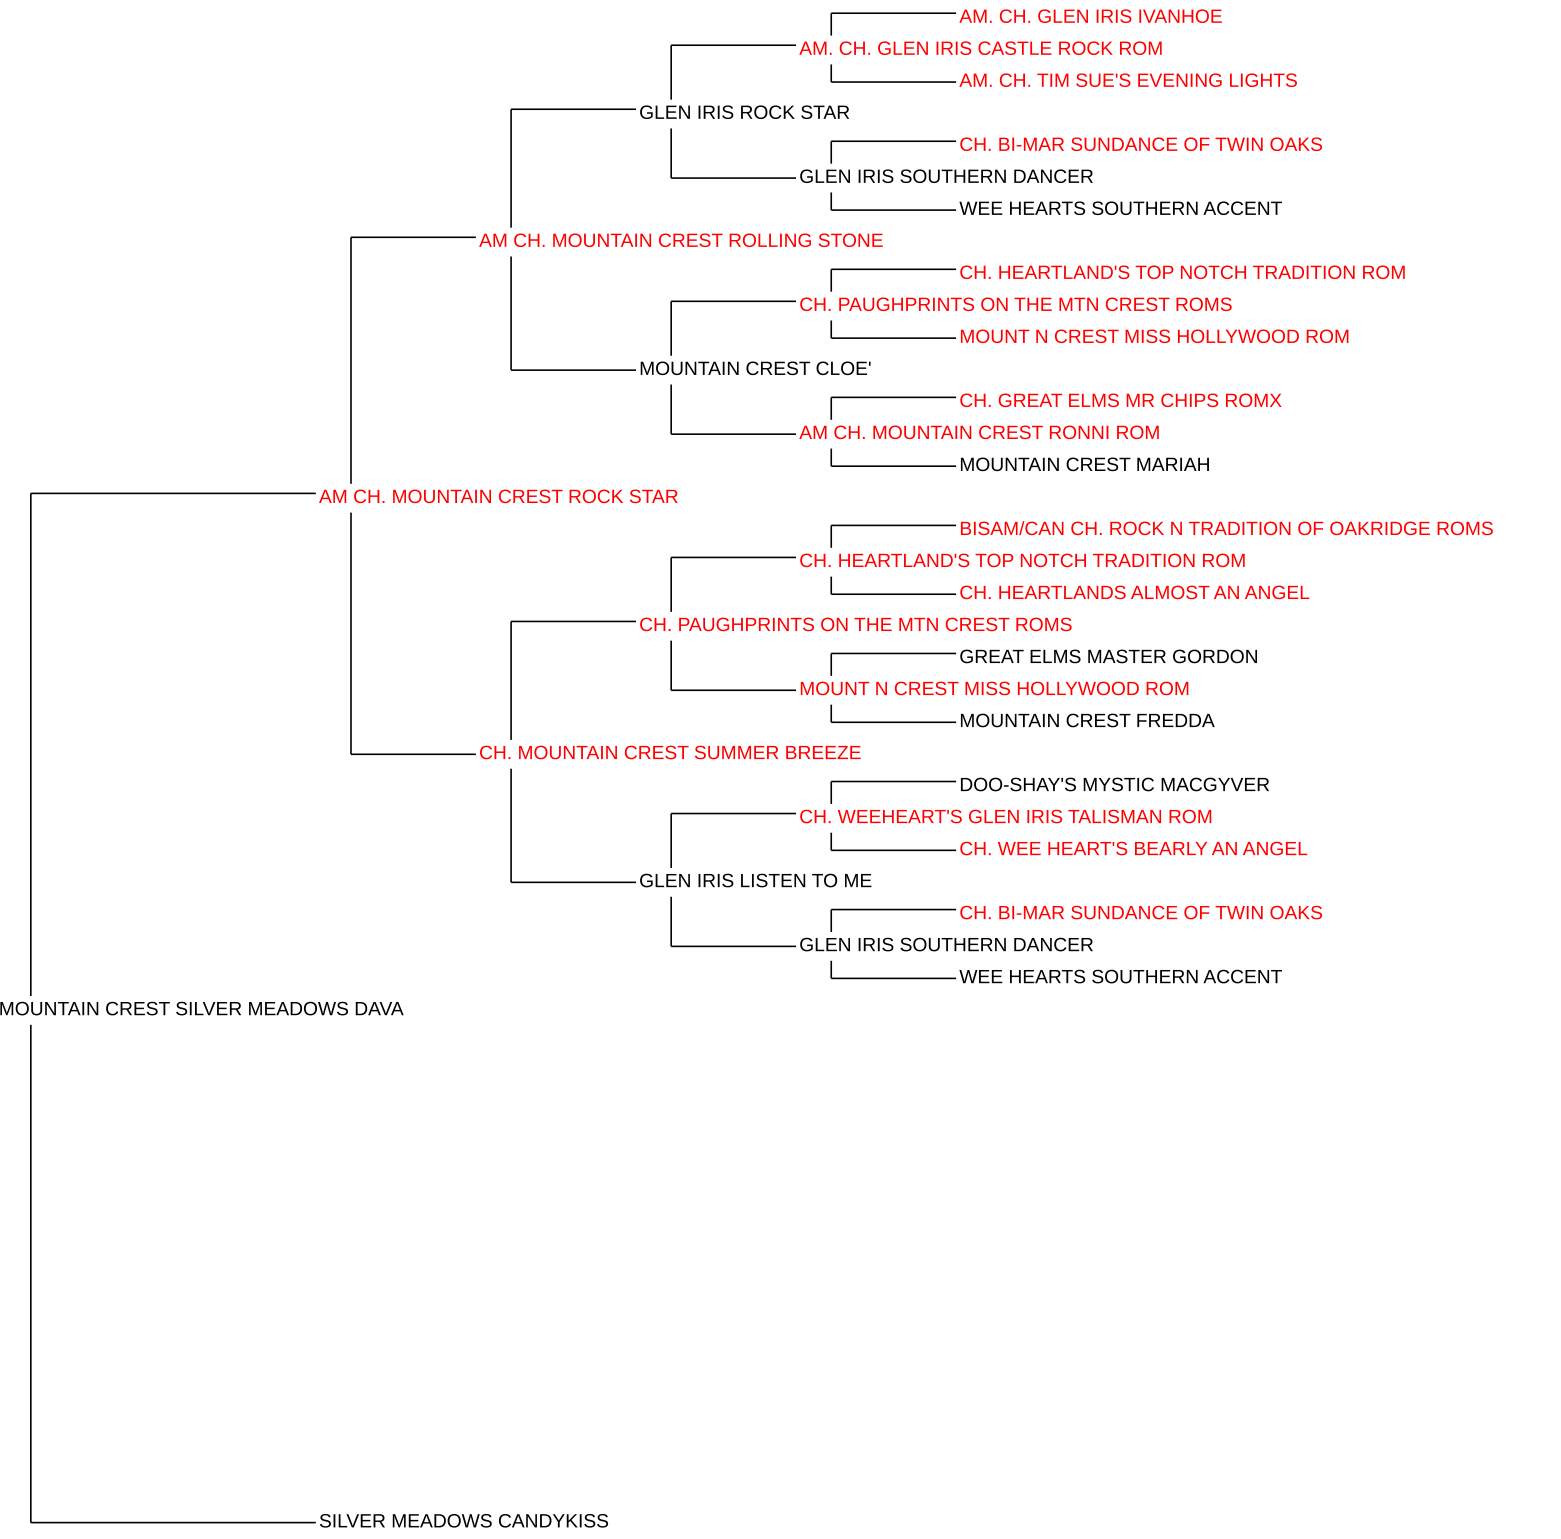 AM. CH. GLEN IRIS IVANHOE
AM. CH. GLEN IRIS CASTLE ROCK ROM
AM. CH. TIM SUE'S EVENING LIGHTS
GLEN IRIS ROCK STAR
CH. BI-MAR SUNDANCE OF TWIN OAKS
GLEN IRIS SOUTHERN DANCER
WEE HEARTS SOUTHERN ACCENT
AM CH. MOUNTAIN CREST ROLLING STONE
CH. HEARTLAND'S TOP NOTCH TRADITION ROM
CH. PAUGHPRINTS ON THE MTN CREST ROMS
MOUNT N CREST MISS HOLLYWOOD ROM
MOUNTAIN CREST CLOE'
CH. GREAT ELMS MR CHIPS ROMX
AM CH. MOUNTAIN CREST RONNI ROM
MOUNTAIN CREST MARIAH
AM CH. MOUNTAIN CREST ROCK STAR
BISAM/CAN CH. ROCK N TRADITION OF OAKRIDGE ROMS
CH. HEARTLAND'S TOP NOTCH TRADITION ROM
CH. HEARTLANDS ALMOST AN ANGEL
CH. PAUGHPRINTS ON THE MTN CREST ROMS
GREAT ELMS MASTER GORDON
MOUNT N CREST MISS HOLLYWOOD ROM
MOUNTAIN CREST FREDDA
CH. MOUNTAIN CREST SUMMER BREEZE
DOO-SHAY'S MYSTIC MACGYVER
CH. WEEHEART'S GLEN IRIS TALISMAN ROM
CH. WEE HEART'S BEARLY AN ANGEL
GLEN IRIS LISTEN TO ME
CH. BI-MAR SUNDANCE OF TWIN OAKS
GLEN IRIS SOUTHERN DANCER
WEE HEARTS SOUTHERN ACCENT
MOUNTAIN CREST SILVER MEADOWS DAVA
SILVER MEADOWS CANDYKISS